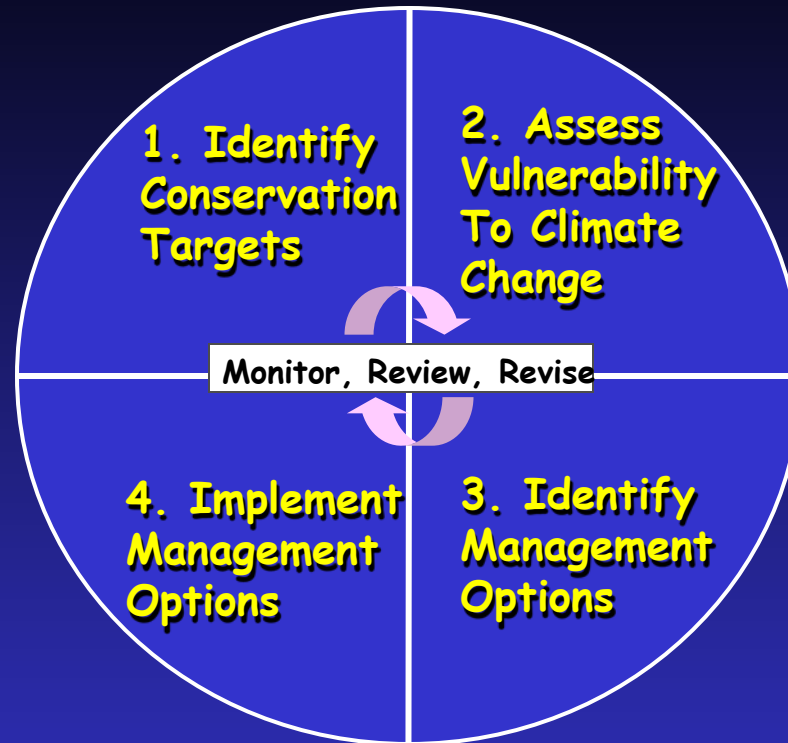 1. Identify
Conservation
Targets
2. Assess
Vulnerability
To Climate
Change
Monitor, Review, Revise
4. Implement
Management
Options
3. Identify
Management
Options